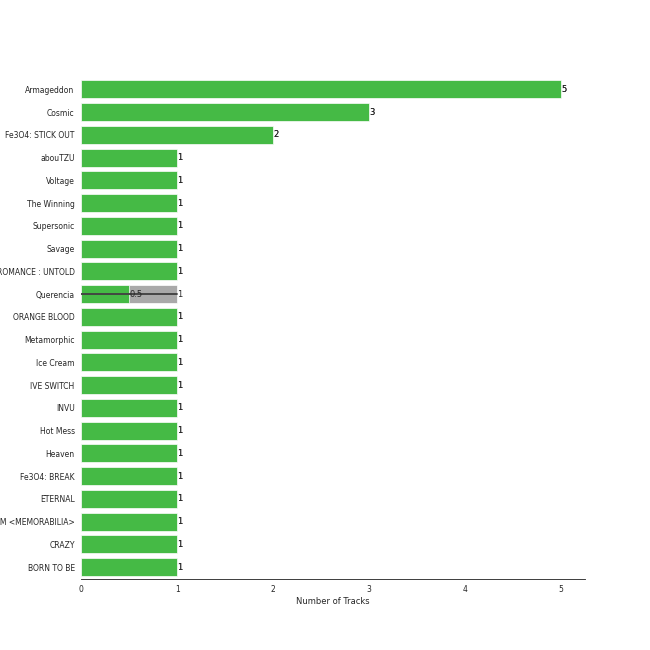 Armageddon 5
Cosmic 3
Fe3O4: STICK OUT 2
abouTZU 1
Voltage 1
The Winning 1
Supersonic 1
Savage 1
ROMANCE : UNTOLD 1
Querencia 0.5 1
ORANGE BLOOD 1
Metamorphic 1
Ice Cream 1
IVE SWITCH 1
INVU 1
Hot Mess 1
Heaven 1
Fe3O4: BREAK 1
ETERNAL 1
M <MEMORABILIA> 1
CRAZY 1
BORN TO BE 1
0 1 2 3 4 5
Number of Tracks